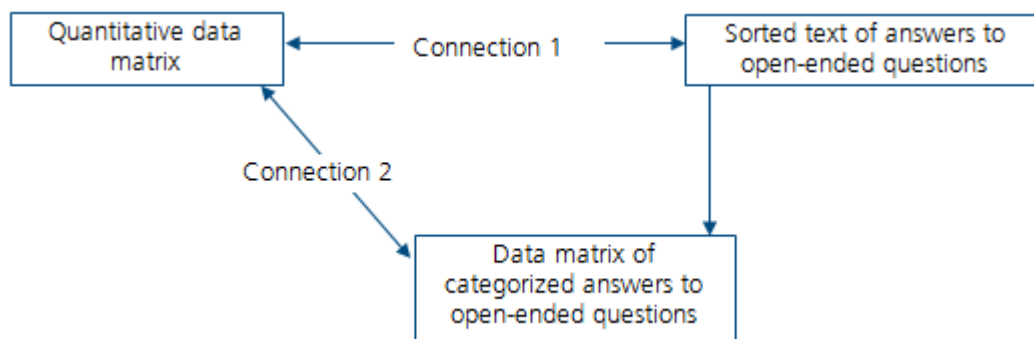 Quantitative data
matrix
Connection 1
Sorted text of answers to
open-ended questions
Connection 2
Data matrix of
categorized answers to
open-ended questions